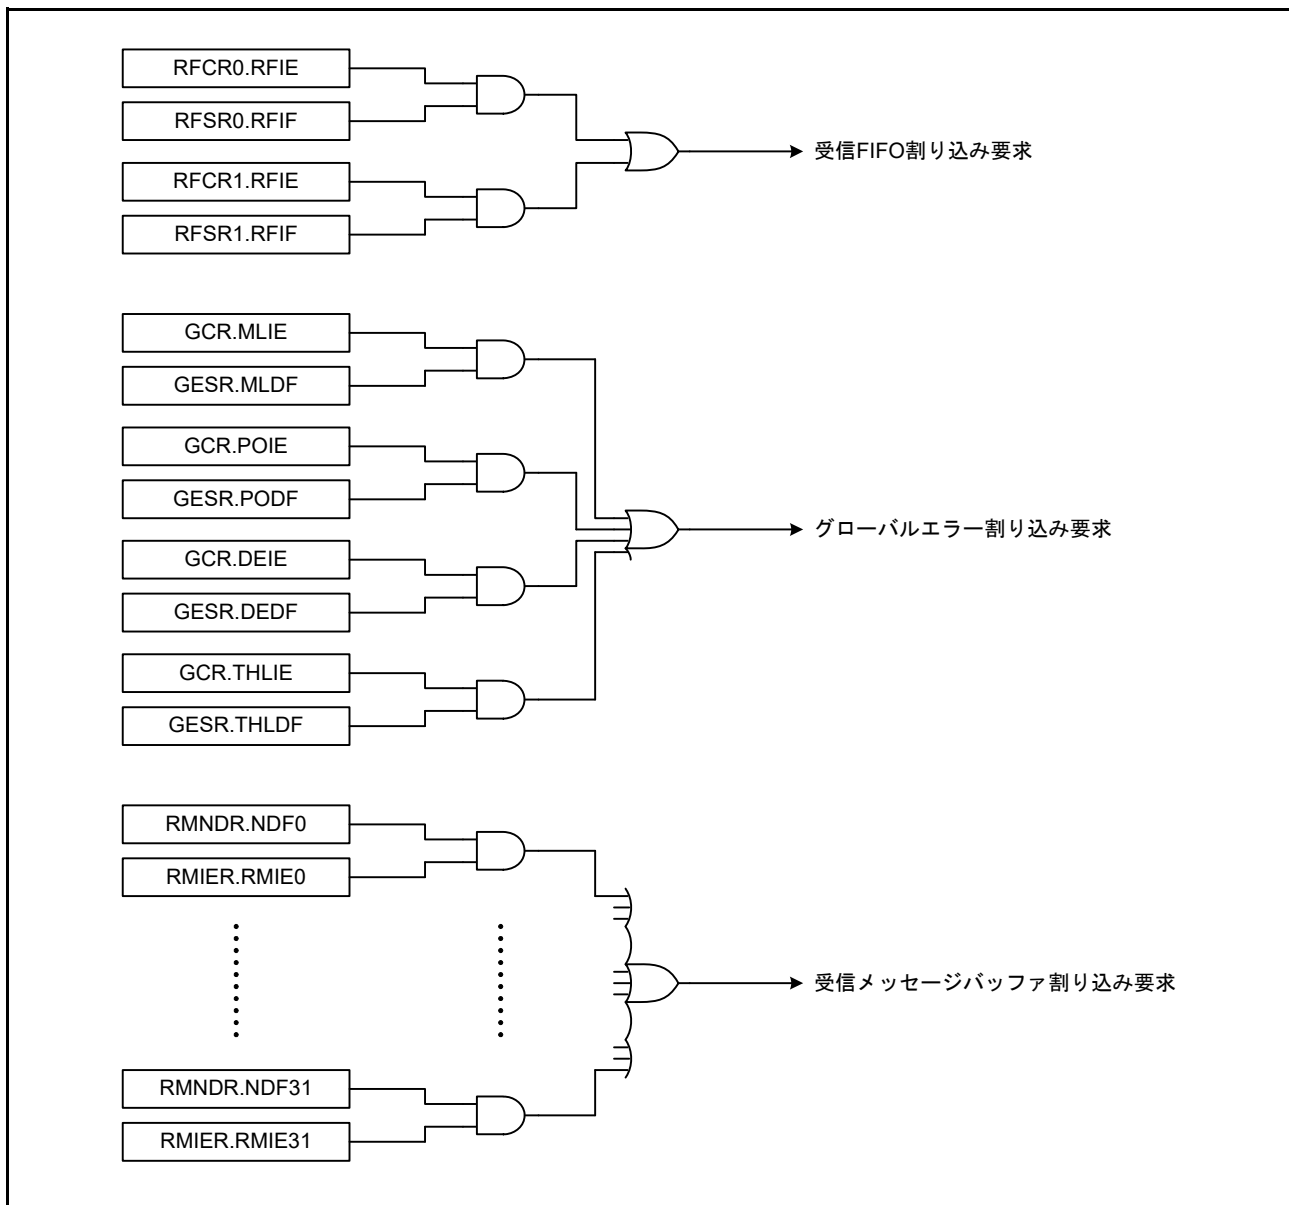 RFCR0.RFIE
RFSR0.RFIF
RFCR1.RFIE
RFSR1.RFIF
受信FIFO割り込み要求
GCR.MLIE
GESR.MLDF
GCR.POIE
GESR.PODF
GCR.DEIE
GESR.DEDF
GCR.THLIE
GESR.THLDF
グローバルエラー割り込み要求
RMNDR.NDF0
RMIER.RMIE0
RMNDR.NDF31
RMIER.RMIE31
受信メッセージバッファ割り込み要求